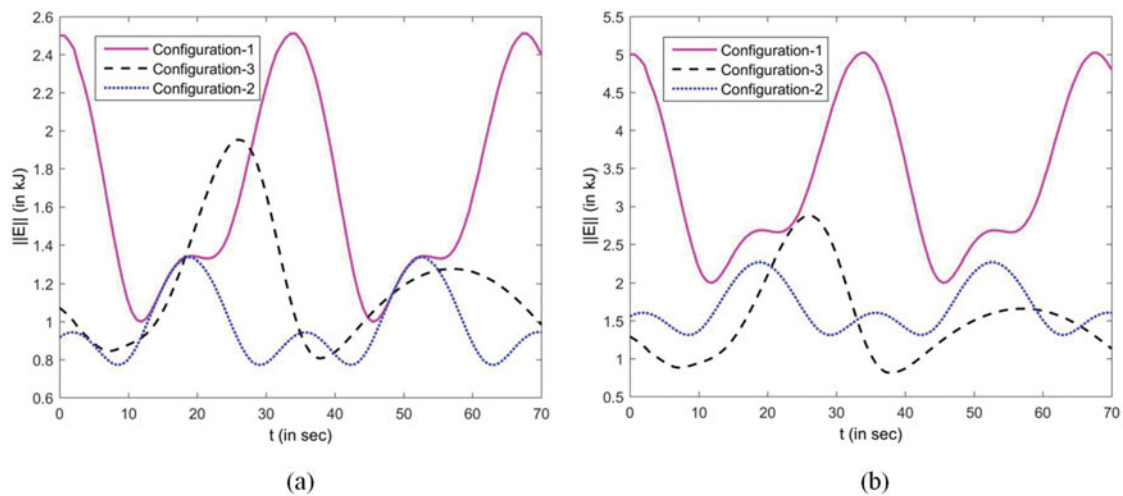 2.6
2.4
2.2
2
1.8
1.6
1.4
1.2
1
0.8
0.6
||E|| (in kJ)
Configuration-1
Configuration-3
Configuration-2
0 10 20 30 40 50 60 70
t (in sec)
(a)
5.5
5
4.5
4
3.5
3
2.5
2
1.5
1
0.5
||E|| (in kJ)
Configuration-1
Configuration-3
Configuration-2
0 10 20 30 40 50 60 70
t (in sec)
(b)